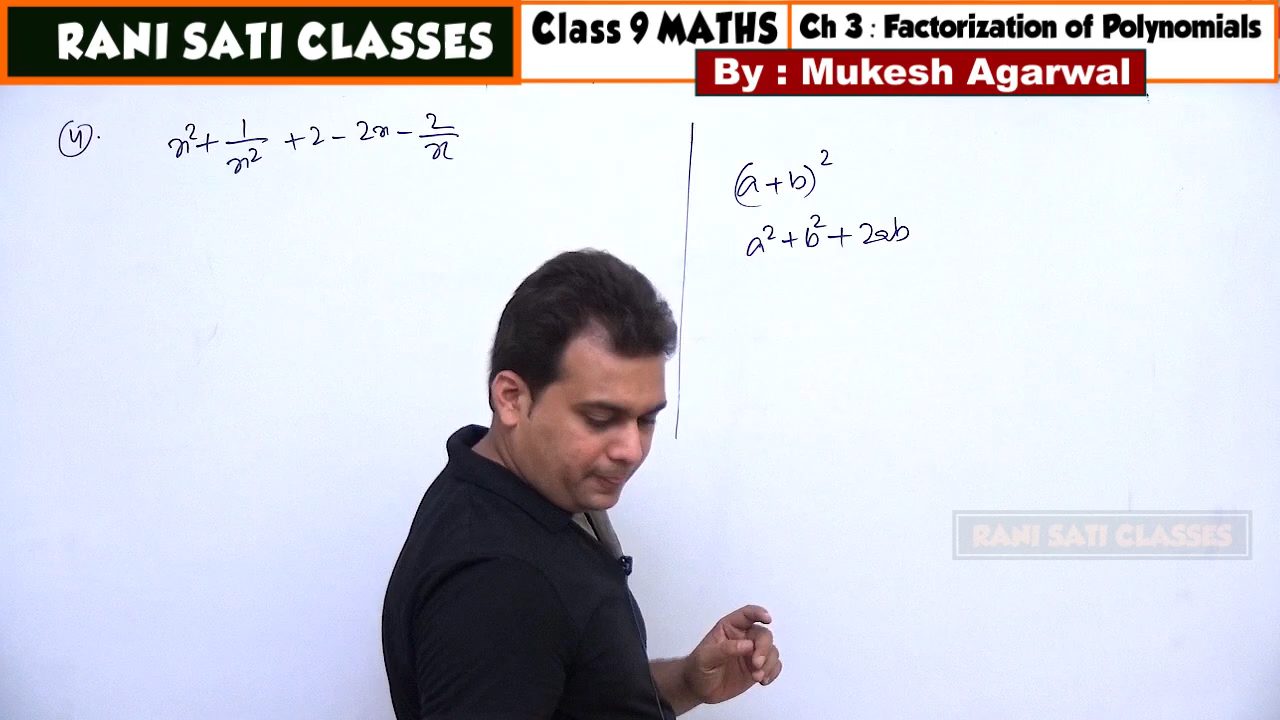 RANI SATI CLASSES
Class 9 MATHS
Ch 3 : Factorization of Polynomials
By : Mukesh Agarwal
4. x² + 1/x² + 2 - 2x - 2/x
(a+b)²
a² + b² + 2ab
RANI SATI CLASSES